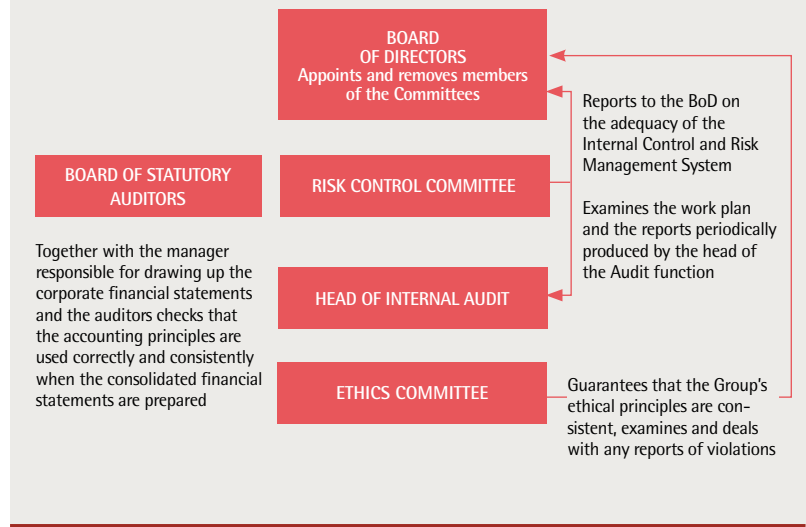 BOARD
OF DIRECTORS
Appoints and removes members
of the Committees
Reports to the BoD on
the adequacy of the
Internal Control and Risk
Management System
BOARD OF STATUTORY
AUDITORS
RISK CONTROL COMMITTEE
Examines the work plan
and the reports periodically
produced by the head of
the Audit function
Together with the manager
responsible for drawing up the
corporate financial statements
and the auditors checks that
the accounting principles are
used correctly and consistently
when the consolidated financial
statements are prepared
HEAD OF INTERNAL AUDIT
ETHICS COMMITTEE
Guarantees that the Group's
ethical principles are con-
sistent, examines and deals
with any reports of violations